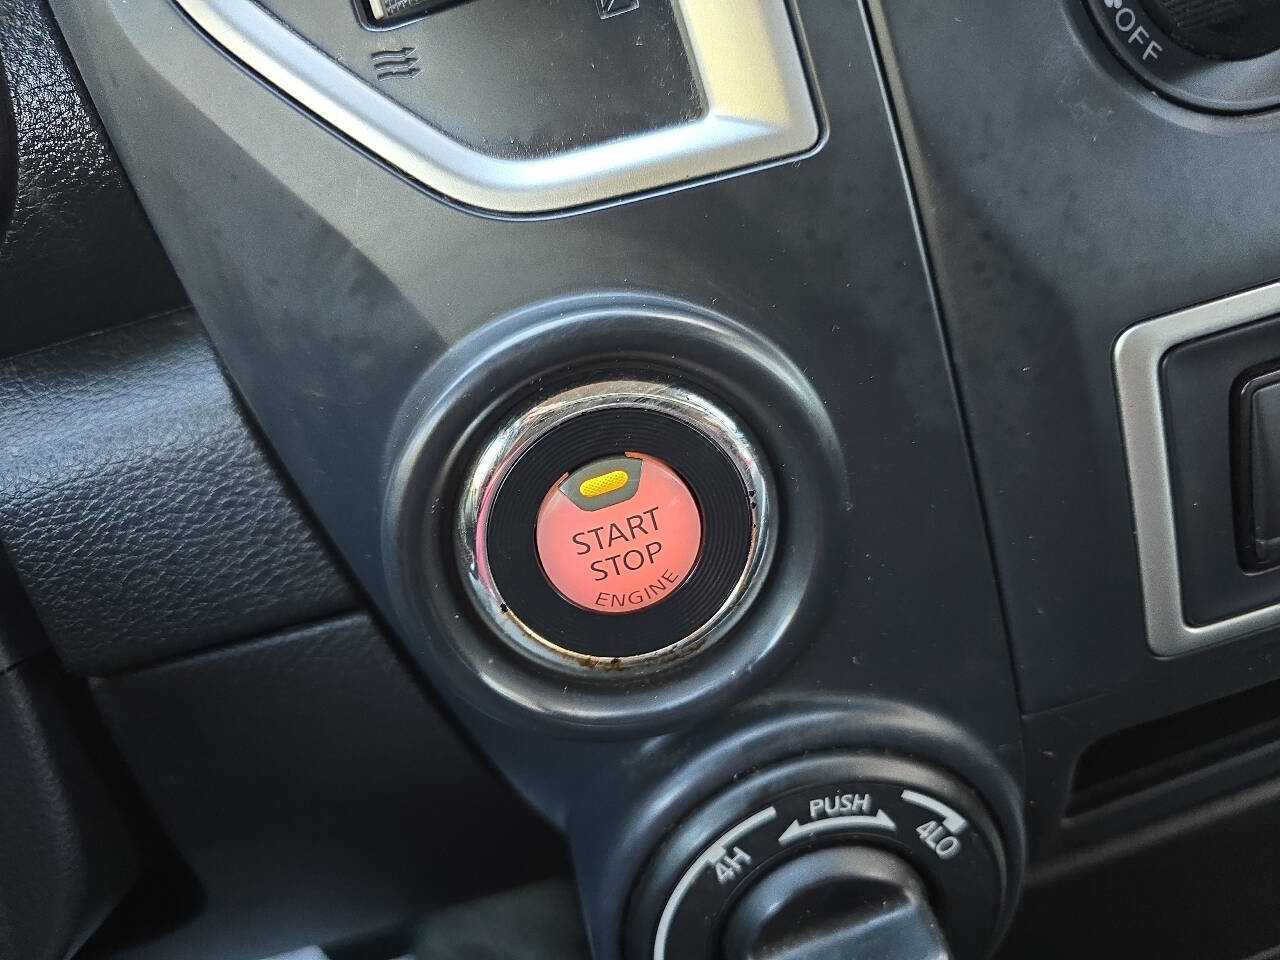 OFF
START
STOP
ENGINE
4H
PUSH
4LO